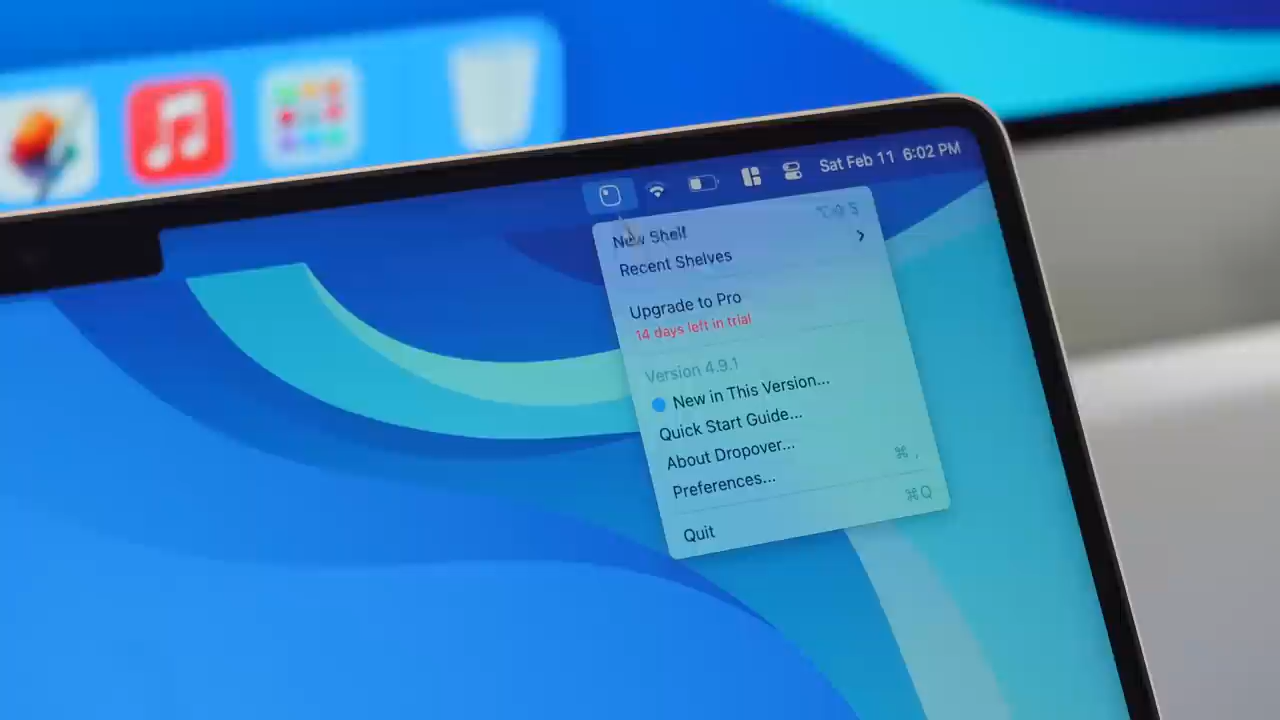 Sat Feb 11 6:02 PM
New Shelf ⌥⇧S
Recent Shelves
Upgrade to Pro
14 days left in trial
Version 4.9.1
New in This Version...
Quick Start Guide...
About Dropover...
Preferences... ⌘,
Quit ⌘Q